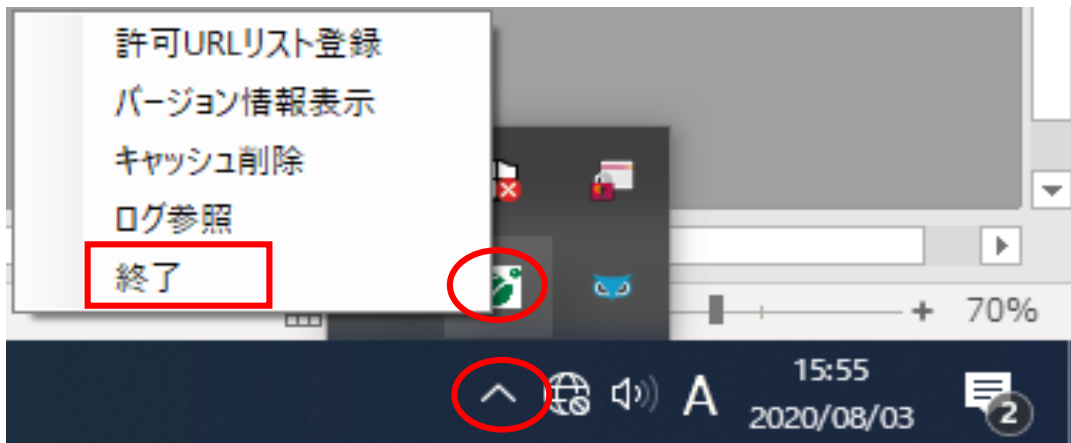 許可URLリスト登録
バージョン情報表示
キャッシュ削除
ログ参照
終了
70%
A
15:55
2020/08/03
2